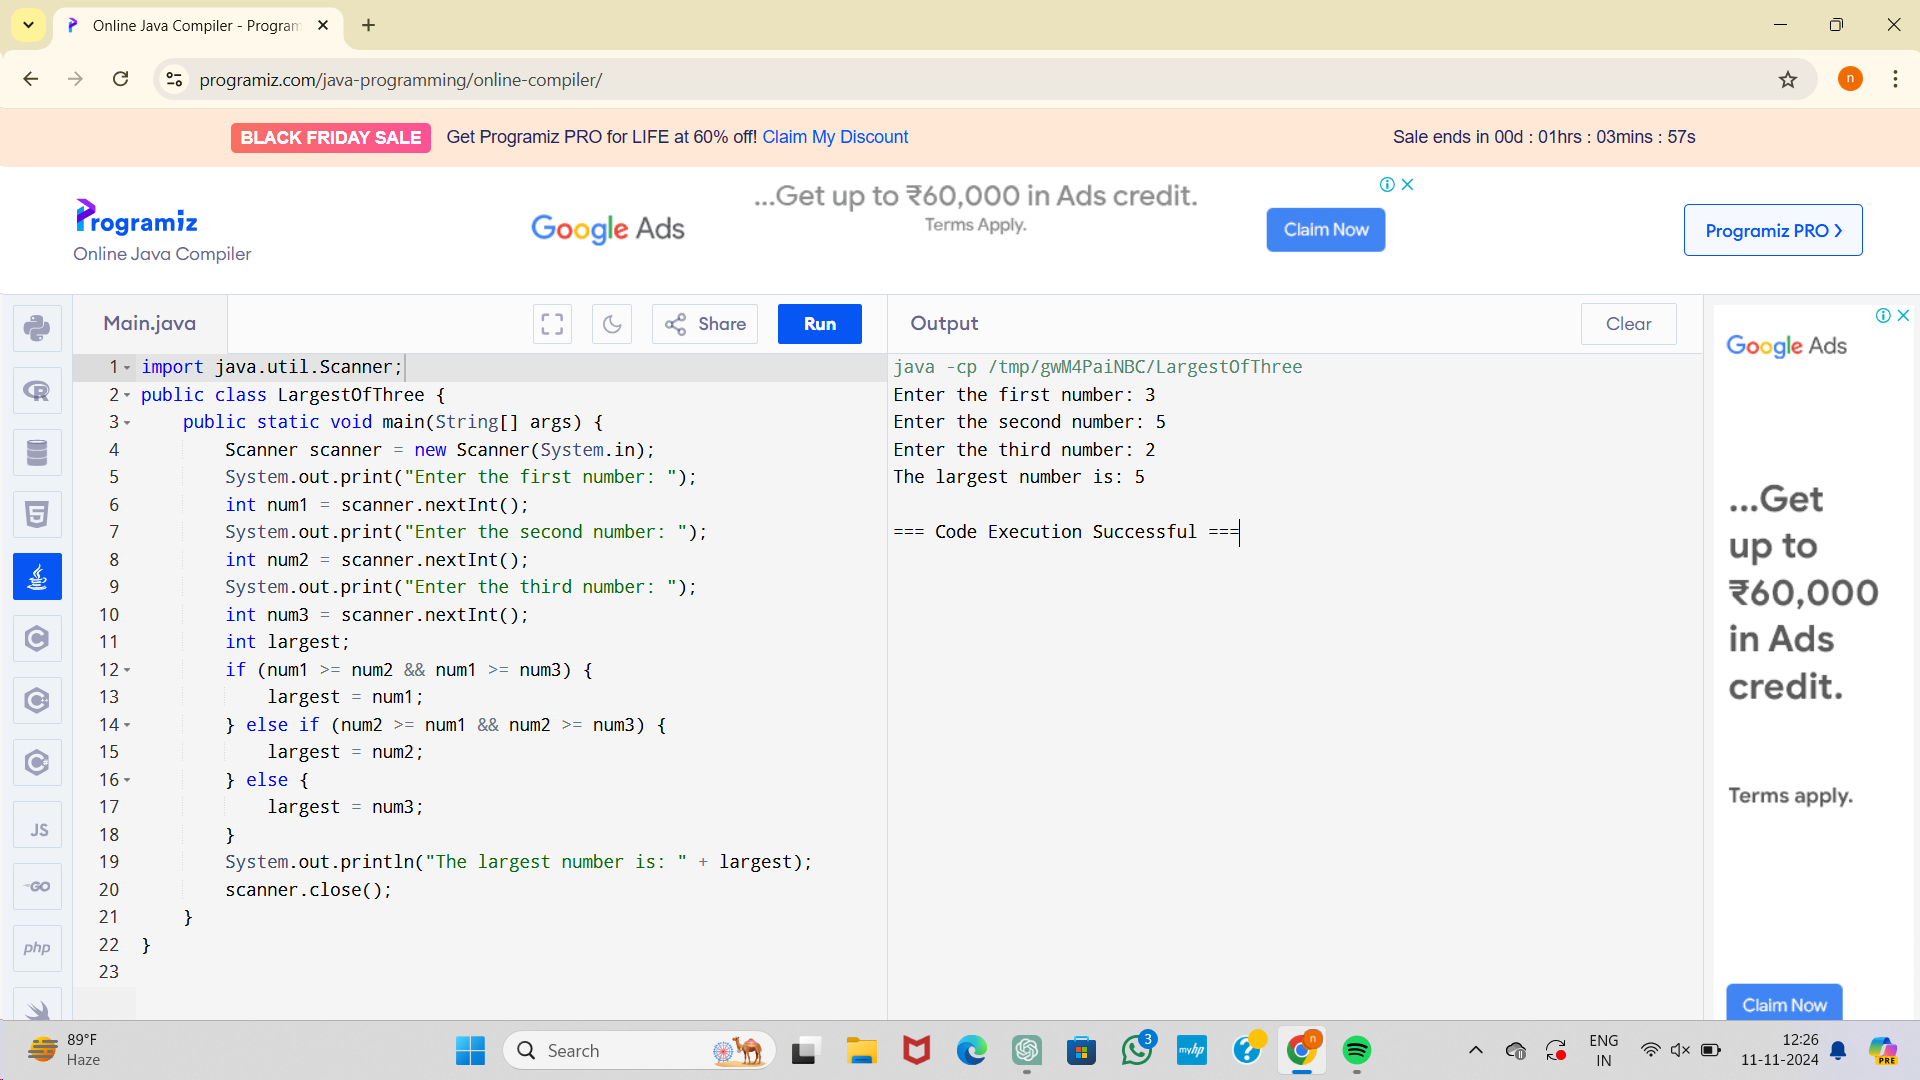 Online Java Compiler - Program
programiz.com/java-programming/online-compiler/
n
BLACK FRIDAY SALE Get Programiz PRO for LIFE at 60% off! Claim My Discount Sale ends in 00d : 01hrs : 03mins : 57s
Programiz
Online Java Compiler
Google Ads
...Get up to ₹60,000 in Ads credit.
Terms Apply.
Claim Now
Programiz PRO
Main.java
Share
Run
Output
Clear
1 import java.util.Scanner;
2 public class LargestOfThree {
3 public static void main(String[] args) {
4 Scanner scanner = new Scanner(System.in);
5 System.out.print("Enter the first number: ");
6 int num1 = scanner.nextInt();
7 System.out.print("Enter the second number: ");
8 int num2 = scanner.nextInt();
9 System.out.print("Enter the third number: ");
10 int num3 = scanner.nextInt();
11 int largest;
12 if (num1 >= num2 && num1 >= num3) {
13 largest = num1;
14 } else if (num2 >= num1 && num2 >= num3) {
15 largest = num2;
16 } else {
17 largest = num3;
18 }
19 System.out.println("The largest number is: " + largest);
20 scanner.close();
21 }
22 }
23
java -cp /tmp/gwM4PaiNBC/LargestOfThree
Enter the first number: 3
Enter the second number: 5
Enter the third number: 2
The largest number is: 5
=== Code Execution Successful ===
Google Ads
...Get
up to
₹60,000
in Ads
credit.
Terms apply.
Claim Now
JS
GO
php
89°F
Haze
Search
3
myhp
n
ENG
IN
12:26
11-11-2024
PRE